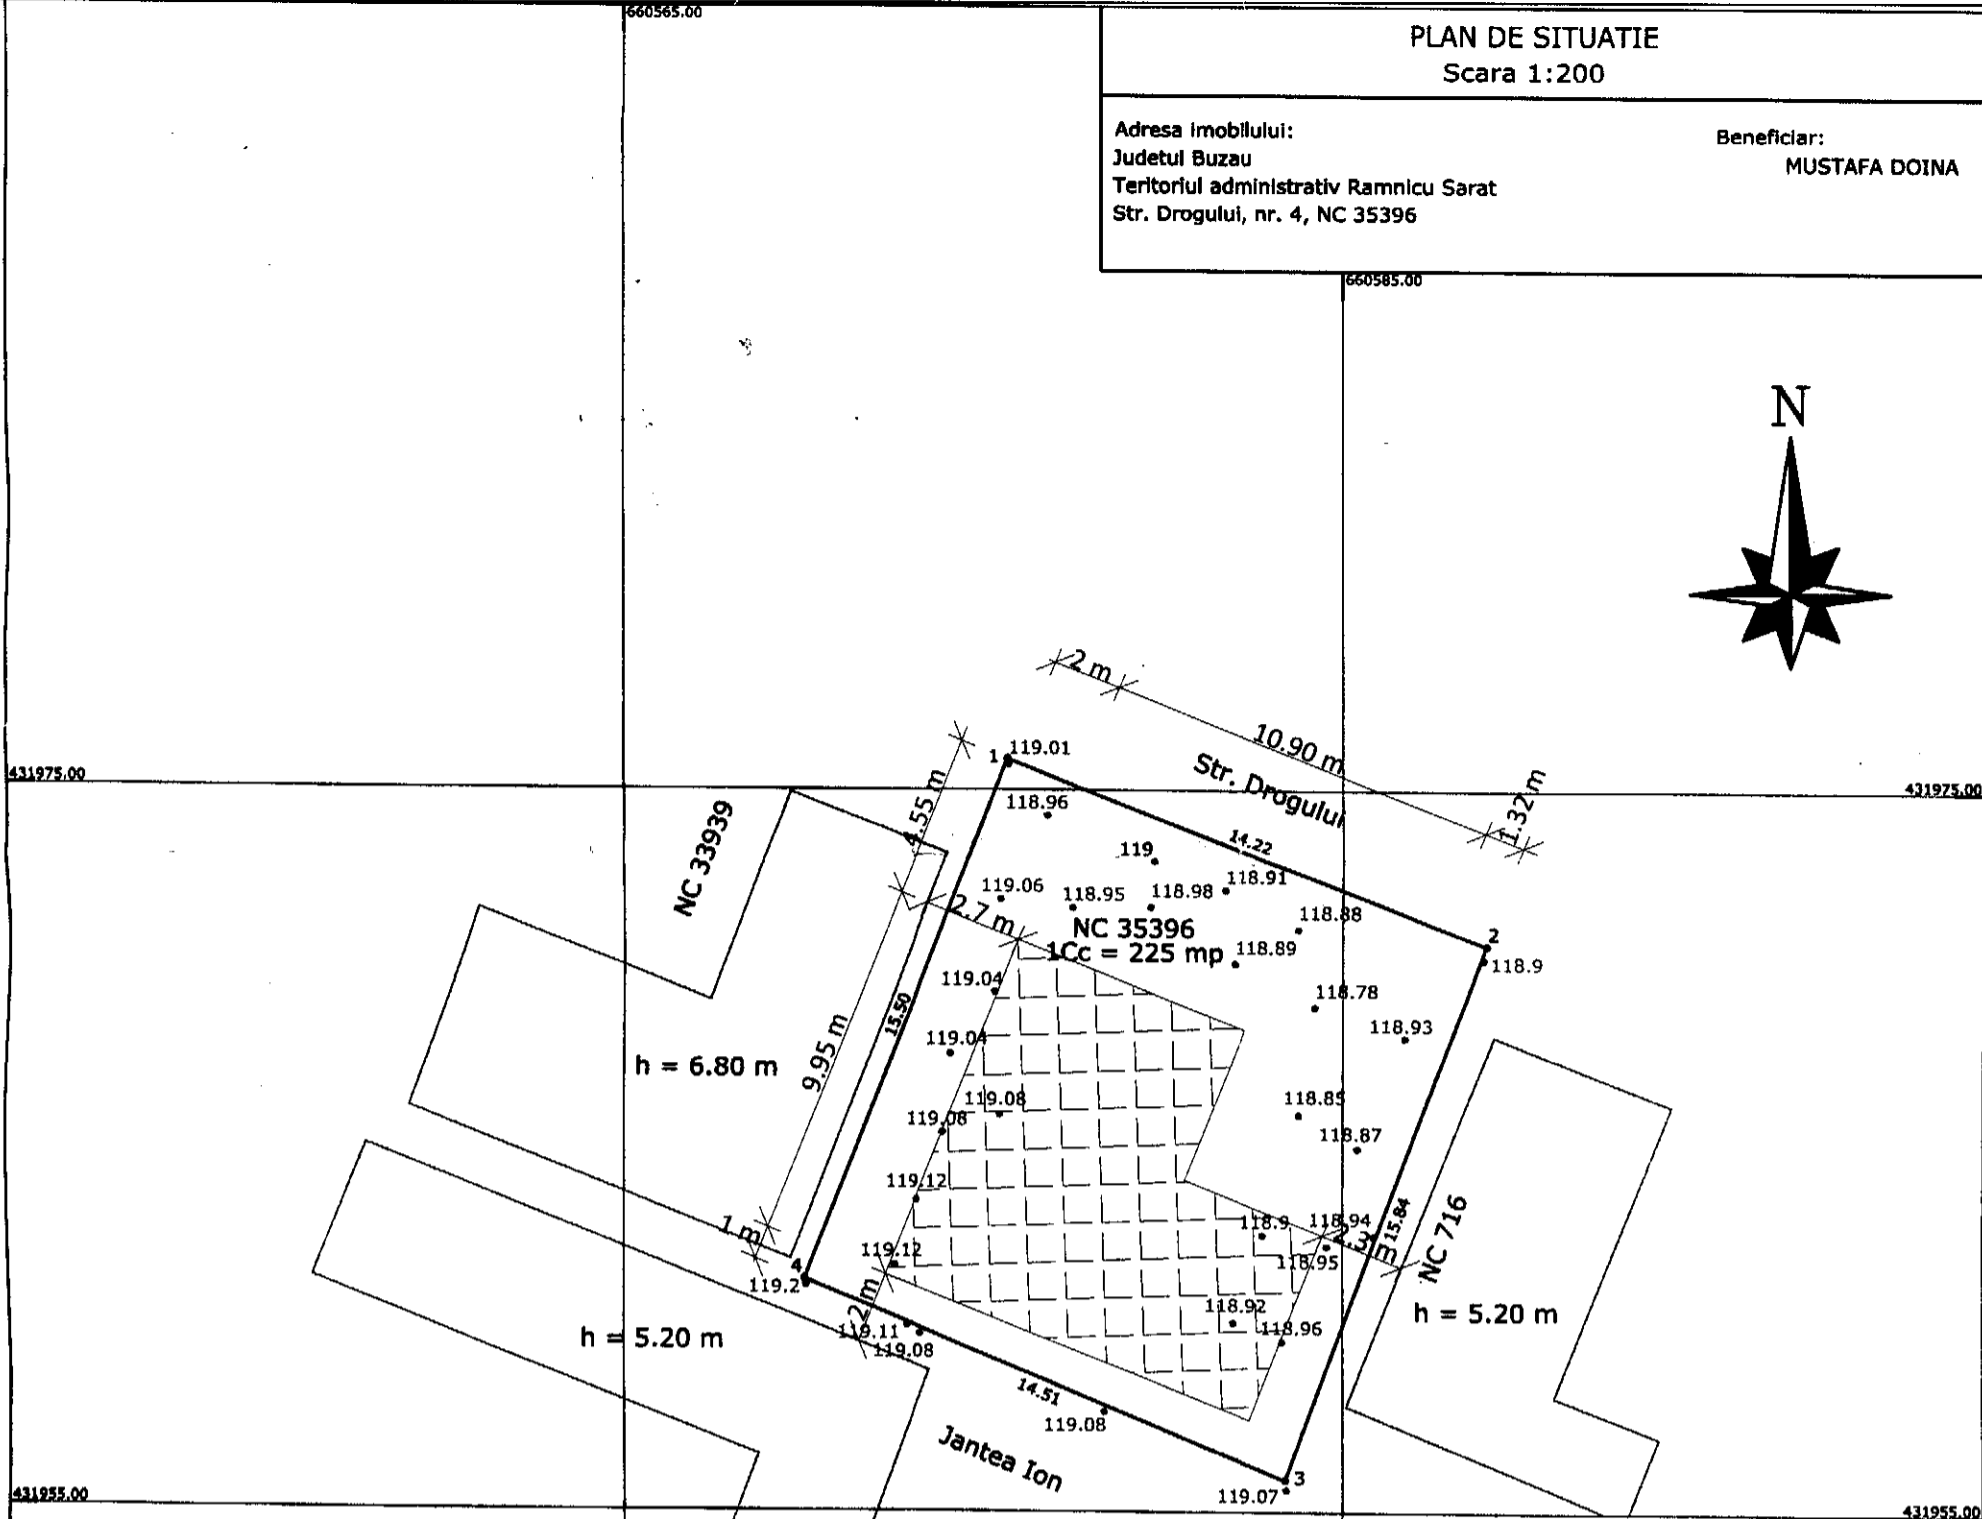 660565.00
PLAN DE SITUATIE
Scara 1:200
Adresa imobilului:
Judetul Buzau
Teritoriul administrativ Ramnicu Sarat
Str. Drogului, nr. 4, NC 35396
Beneficiar:
MUSTAFA DOINA
660585.00
N
2 m
10.90 m
1.32 m
Str. Drogului
1
119.01
431975.00
431975.00
4.55 m
118.96
NC 33939
14.22
119
119.06
118.95
118.98
118.91
2.7 m
NC 35396
1Cc = 225 mp
118.88
118.89
2
118.9
119.04
15.50
118.78
118.93
119.04
9.95 m
h = 6.80 m
119.08
119.08
118.85
118.87
119.12
1 m
118.9
118.94
2.3 m
15.84
NC 716
119.12
118.95
4
119.2
2 m
118.92
118.96
h = 5.20 m
119.11
119.08
h = 5.20 m
14.51
119.08
Jantea Ion
3
119.07
431955.00
431955.00